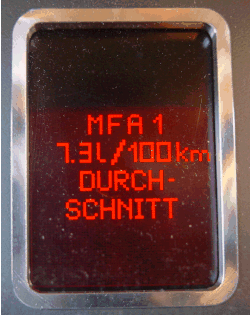 MFA 1
7.3l/100km
DURCH-
SCHNITT